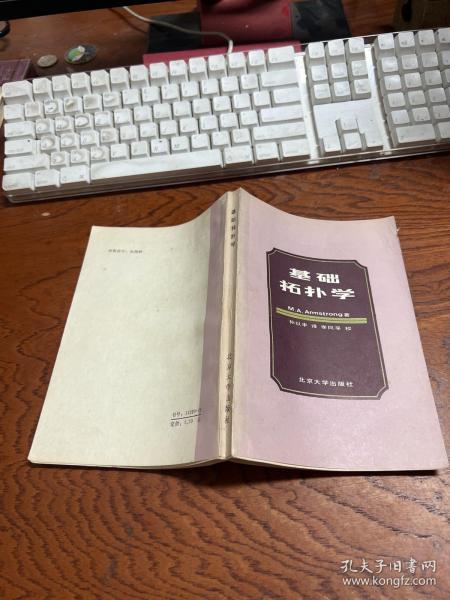 基础
拓扑学
M.A.Armstrong 著
孙以丰 译
北京大学出版社
基础拓扑学
北京大学出版社
孔夫子旧书网
www.kongfz.com